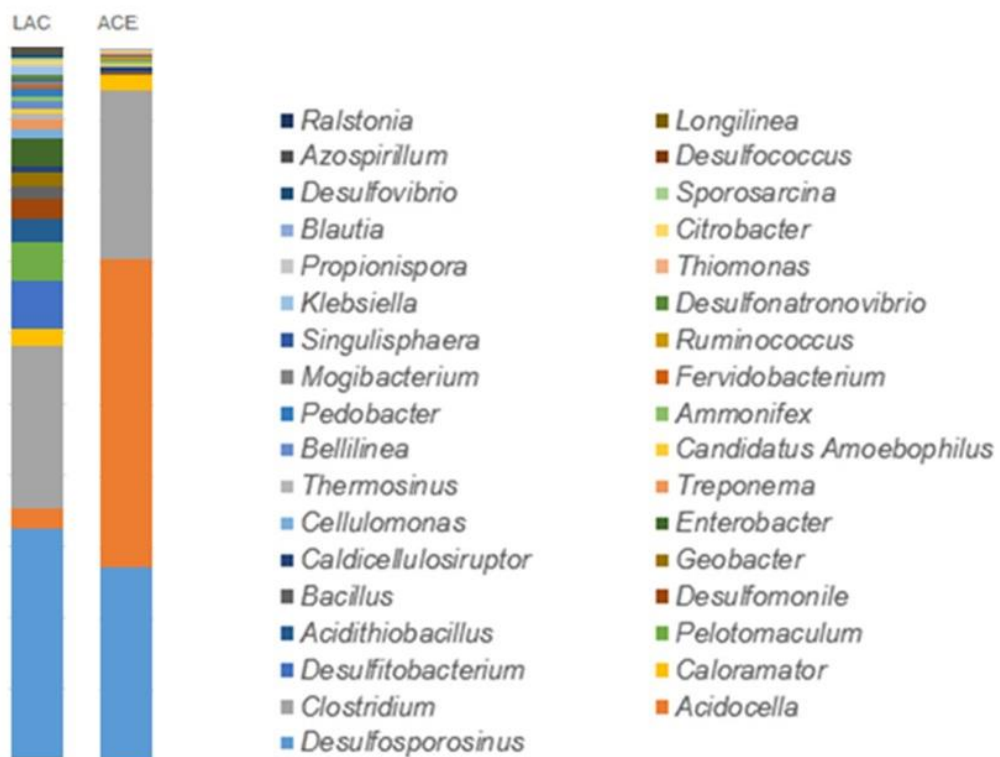 LAC ACE
Ralstonia Longilinea
Azospirillum Desulfococcus
Desulfovibrio Sporosarcina
Blautia Citrobacter
Propionispora Thiomonas
Klebsiella Desulfonatronovibrio
Singulisphaera Ruminococcus
Mogibacterium Fervidobacterium
Pedobacter Ammonifex
Bellilinea Candidatus Amoebophilus
Thermosinus Treponema
Cellulomonas Enterobacter
Caldicellulosiruptor Geobacter
Bacillus Desulfomonile
Acidithiobacillus Pelotomaculum
Desulfitobacterium Caloramator
Clostridium Acidocella
Desulfosporosinus